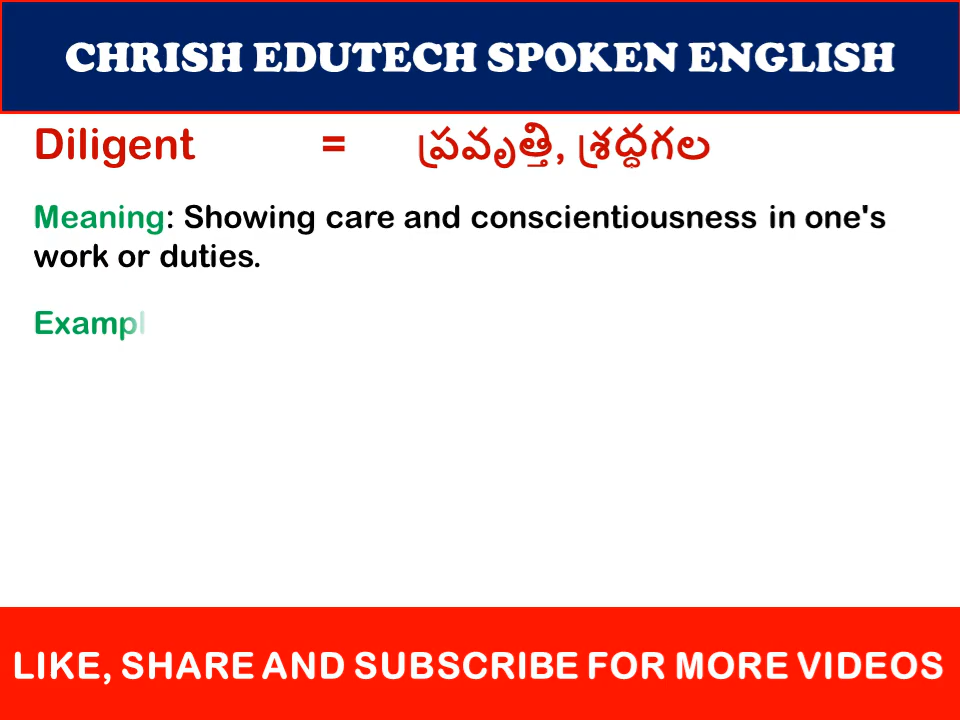 CHRISH EDUTECH SPOKEN ENGLISH
Diligent = ప్రవృత్తి, శ్రద్ధగల
Meaning: Showing care and conscientiousness in one's
work or duties.
Exampl
LIKE, SHARE AND SUBSCRIBE FOR MORE VIDEOS